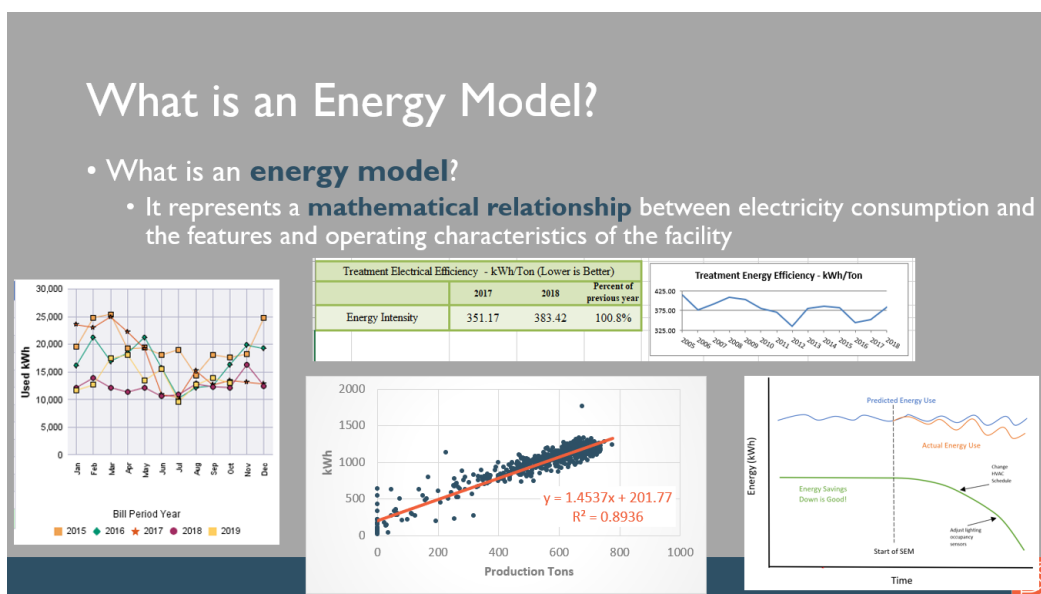 What is an Energy Model?
• What is an energy model?
• It represents a mathematical relationship between electricity consumption and
the features and operating characteristics of the facility
Treatment Electrical Efficiency - kWh/Ton (Lower is Better)
2017 2018 Percent of
previous year
Energy Intensity 351.17 383.42 100.8%
Treatment Energy Efficiency - kWh/Ton
425.00
375.00
325.00
2005 2006 2007 2008 2009 2010 2011 2012 2013 2014 2015 2016 2017 2018
Used kWh
30,000
25,000
20,000
15,000
10,000
5,000
0
Jan Feb Mar Apr May Jun Jul Aug Sep Oct Nov Dec
Bill Period Year
2015 2016 2017 2018 2019
kWh
2000
1500
1000
500
0
y = 1.4537x + 201.77
R² = 0.8936
0 200 400 600 800 1000
Production Tons
Energy (kWh)
Predicted Energy Use
Actual Energy Use
Change
HVAC
Schedule
Energy Savings
Down is Good!
Adjust lighting
occupancy
sensors
Start of SEM
Time